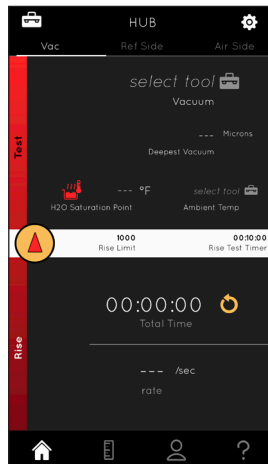 HUB
Vac Ref Side Air Side
select tool
Vacuum
--- Microns
Deepest Vacuum
Test
--- °F select tool
H2O Saturation Point Ambient Temp
1000 00:10:00
Rise Limit Rise Test Timer
00:00:00
Total Time
Rise
--- /sec
rate
?